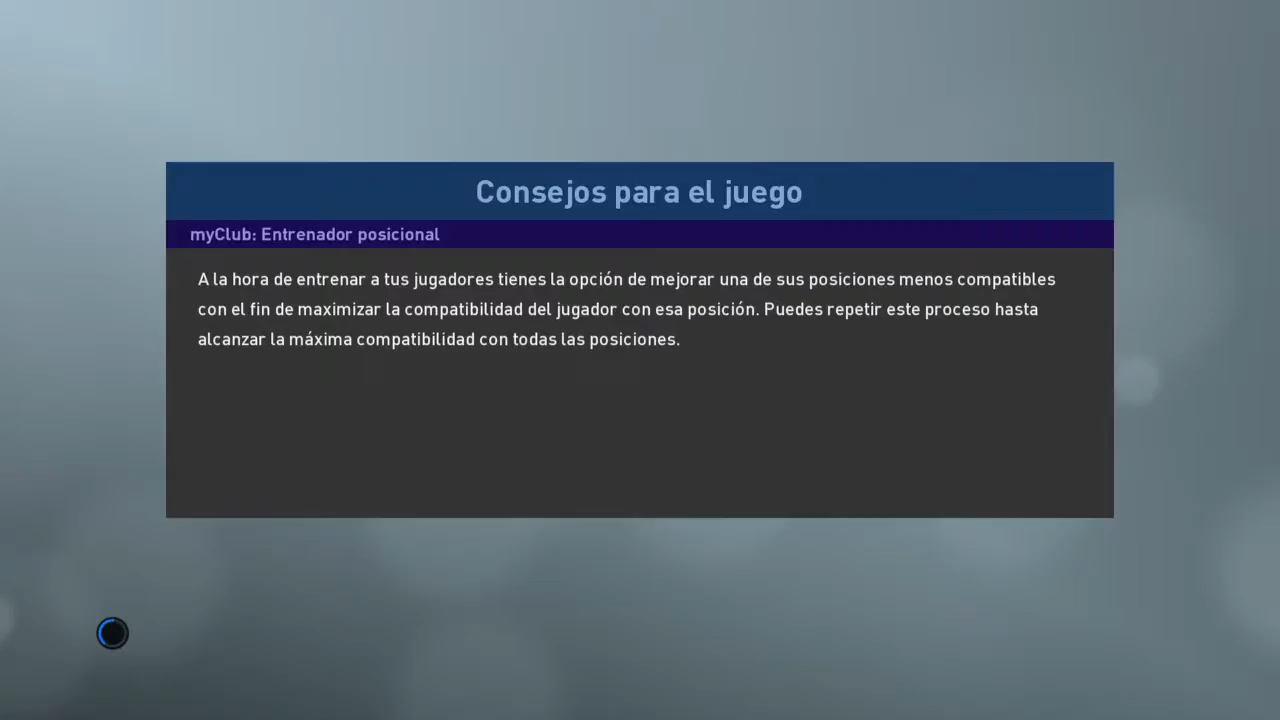 Consejos para el juego
myClub: Entrenador posicional
A la hora de entrenar a tus jugadores tienes la opción de mejorar una de sus posiciones menos compatibles
con el fin de maximizar la compatibilidad del jugador con esa posición. Puedes repetir este proceso hasta
alcanzar la máxima compatibilidad con todas las posiciones.